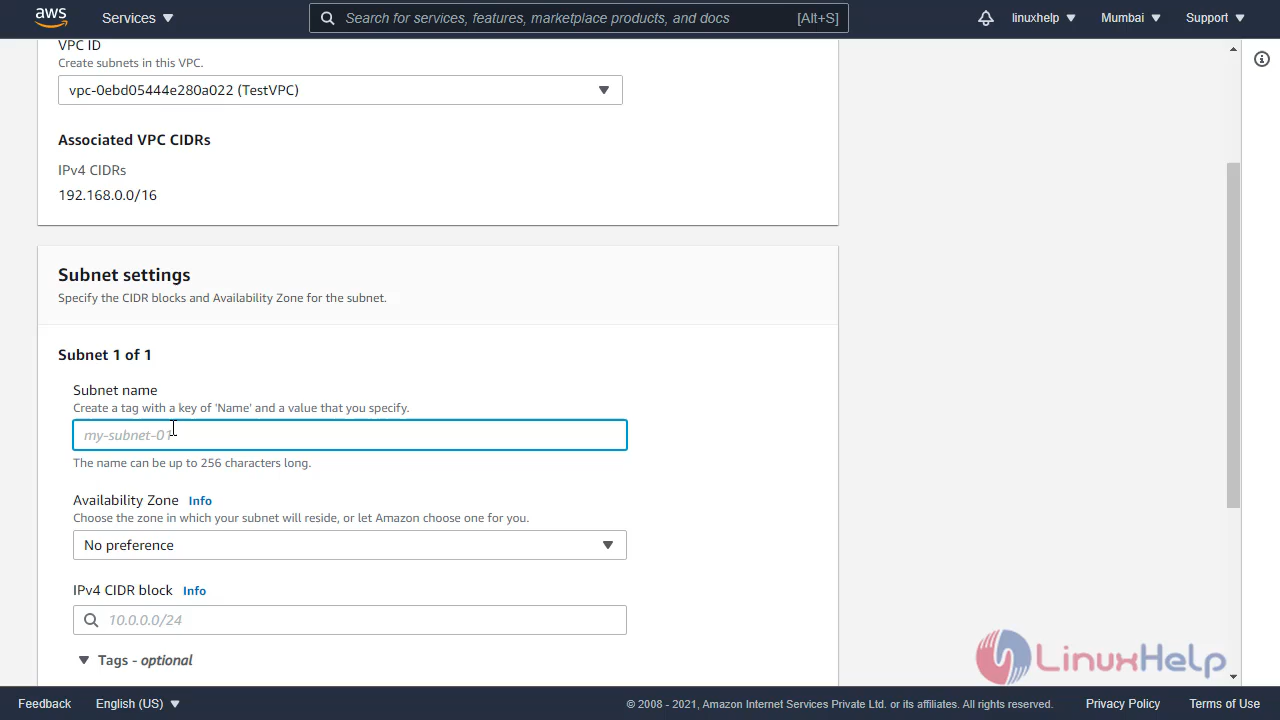 aws Services Search for services, features, marketplace products, and docs [Alt+S] linuxhelp Mumbai Support
VPC ID
Create subnets in this VPC.
vpc-0ebd05444e280a022 (TestVPC)
Associated VPC CIDRs
IPv4 CIDRs
192.168.0.0/16
Subnet settings
Specify the CIDR blocks and Availability Zone for the subnet.
Subnet 1 of 1
Subnet name
Create a tag with a key of 'Name' and a value that you specify.
my-subnet-01
The name can be up to 256 characters long.
Availability Zone Info
Choose the zone in which your subnet will reside, or let Amazon choose one for you.
No preference
IPv4 CIDR block Info
10.0.0.0/24
Tags - optional
LinuxHelp
Feedback English (US) © 2008 - 2021, Amazon Internet Services Private Ltd. or its affiliates. All rights reserved. Privacy Policy Terms of Use